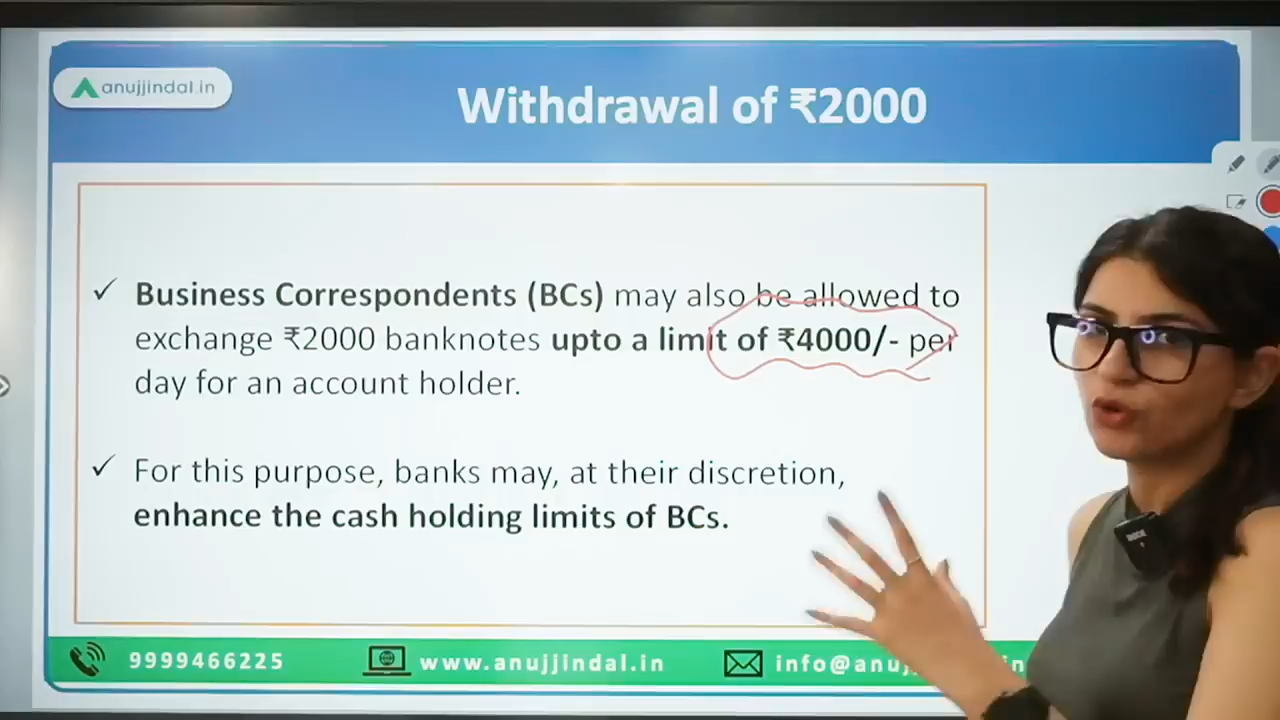 anujjindal.in
Withdrawal of ₹2000
✓ Business Correspondents (BCs) may also be allowed to
exchange ₹2000 banknotes upto a limit of ₹4000/- per
day for an account holder.
✓ For this purpose, banks may, at their discretion,
enhance the cash holding limits of BCs.
9999466225
www.anujjindal.in